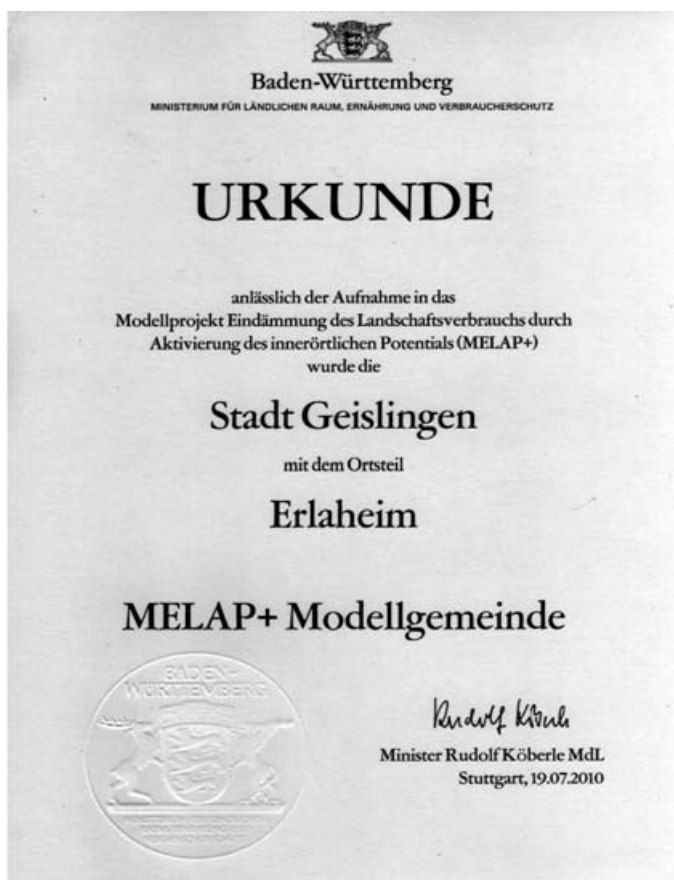 Baden-Württemberg
MINISTERIUM FÜR LÄNDLICHEN RAUM, ERNÄHRUNG UND VERBRAUCHERSCHUTZ
URKUNDE
anlässlich der Aufnahme in das
Modellprojekt Eindämmung des Landschaftsverbrauchs durch
Aktivierung des innerörtlichen Potentials (MELAP+)
wurde die
Stadt Geislingen
mit dem Ortsteil
Erlaheim
MELAP+ Modellgemeinde
BADEN-
WÜRTTEMBERG
Rudolf Köberle
Minister Rudolf Köberle MdL
Stuttgart, 19.07.2010